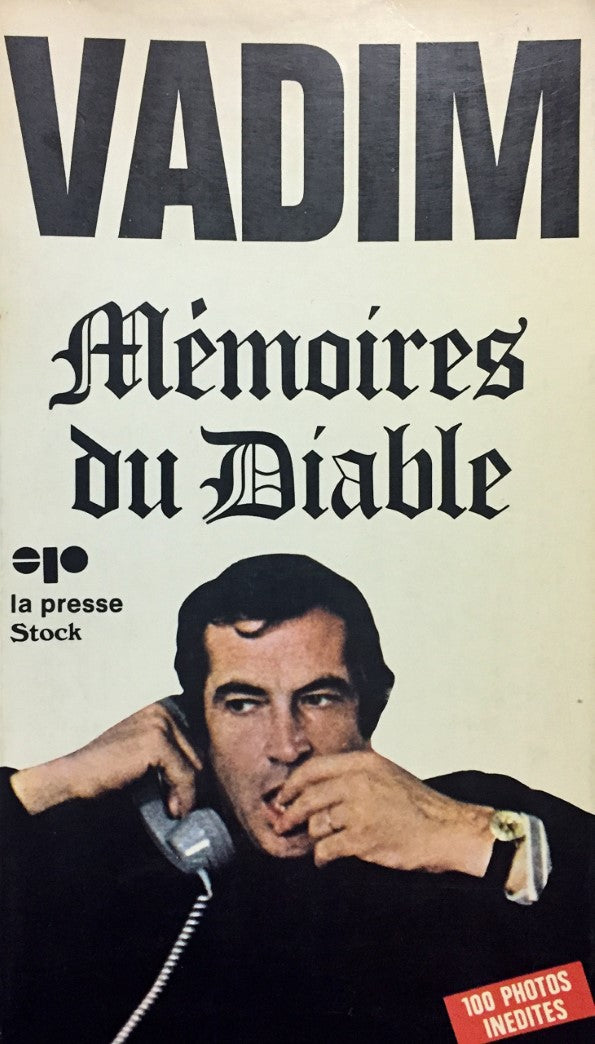 VADIM
Mémoires
du Diable
la presse
Stock
100 PHOTOS
INEDITES